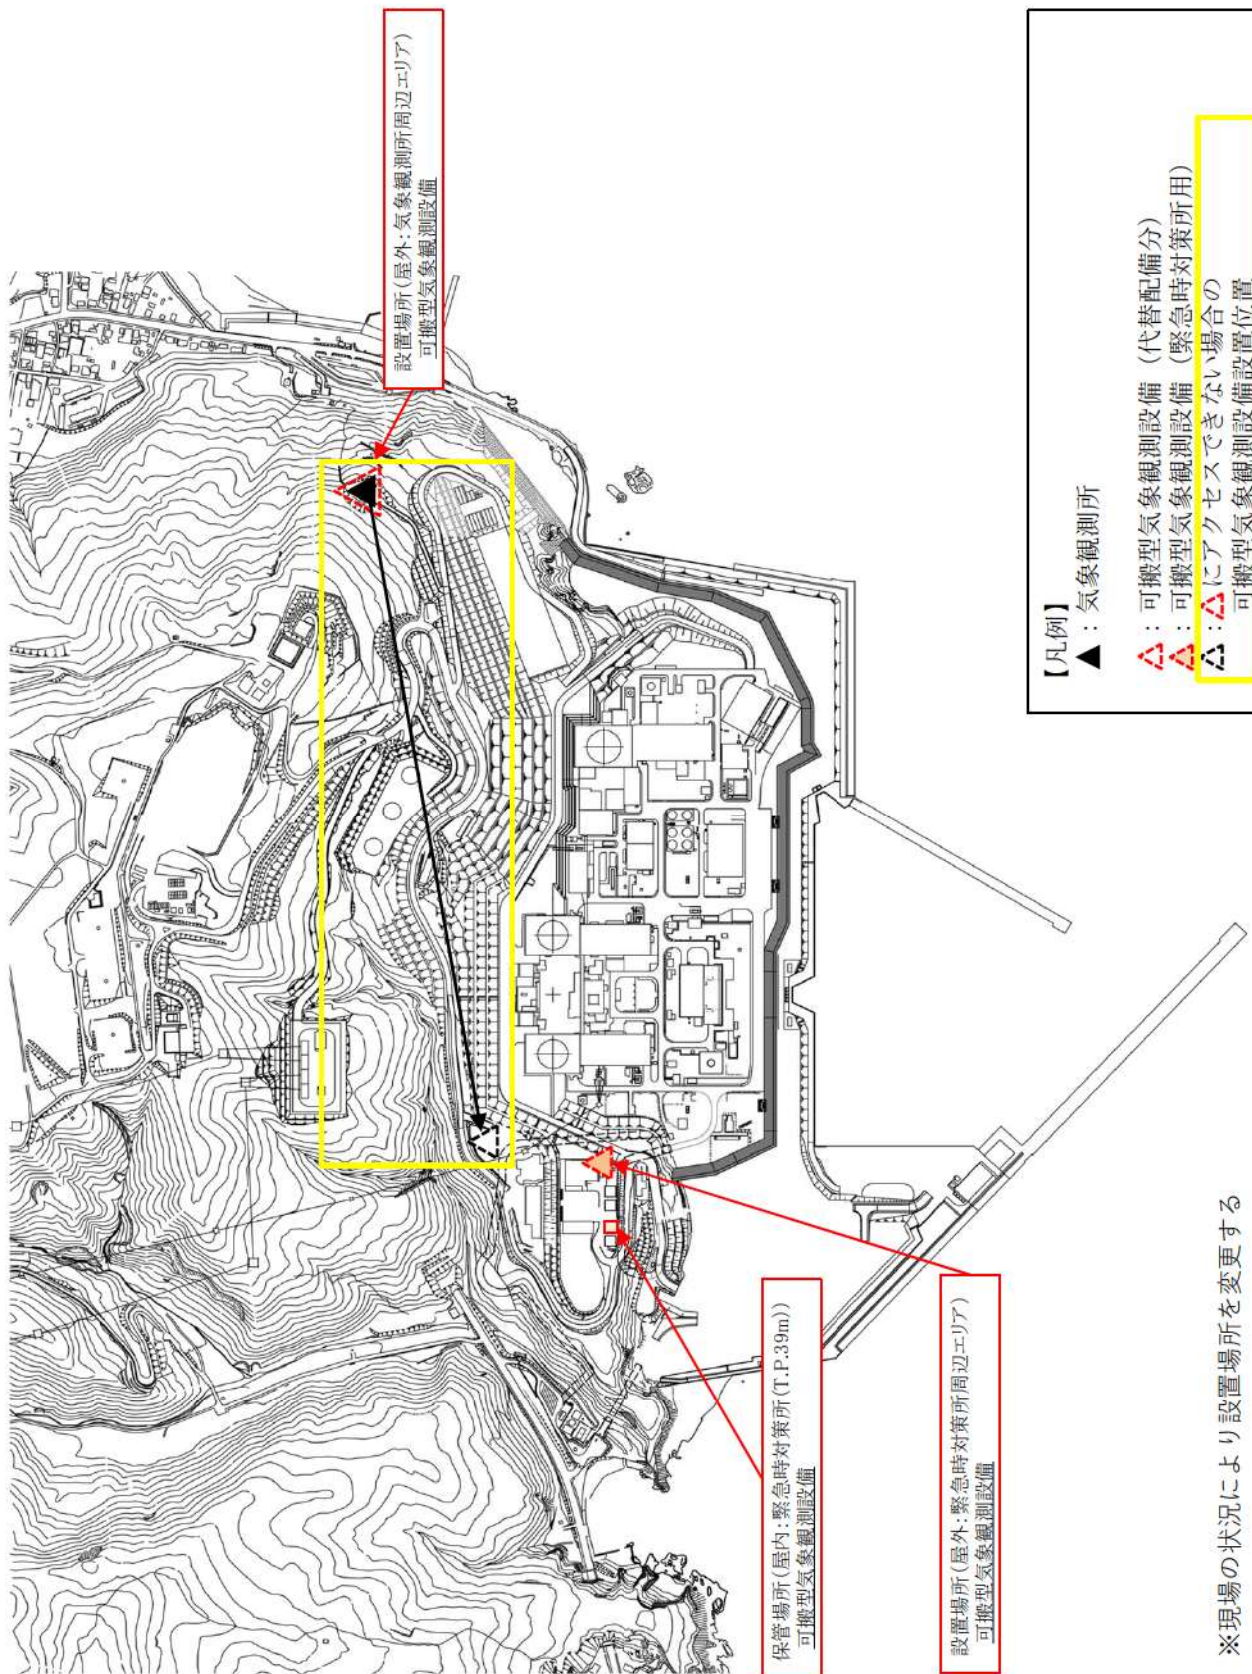 設置場所(屋外:気象観測所周辺エリア)
可搬型気象観測設備
保管場所(屋内:緊急時対策所(T.P.39m))
可搬型気象観測設備
設置場所(屋外:緊急時対策所周辺エリア)
可搬型気象観測設備
【凡例】
▲:気象観測所
:可搬型気象観測設備(代替配備分)
:可搬型気象観測設備(緊急時対策所用)
:にアクセスできない場合の
可搬型気象観測設備設置位置
※現場の状況により設置場所を変更する